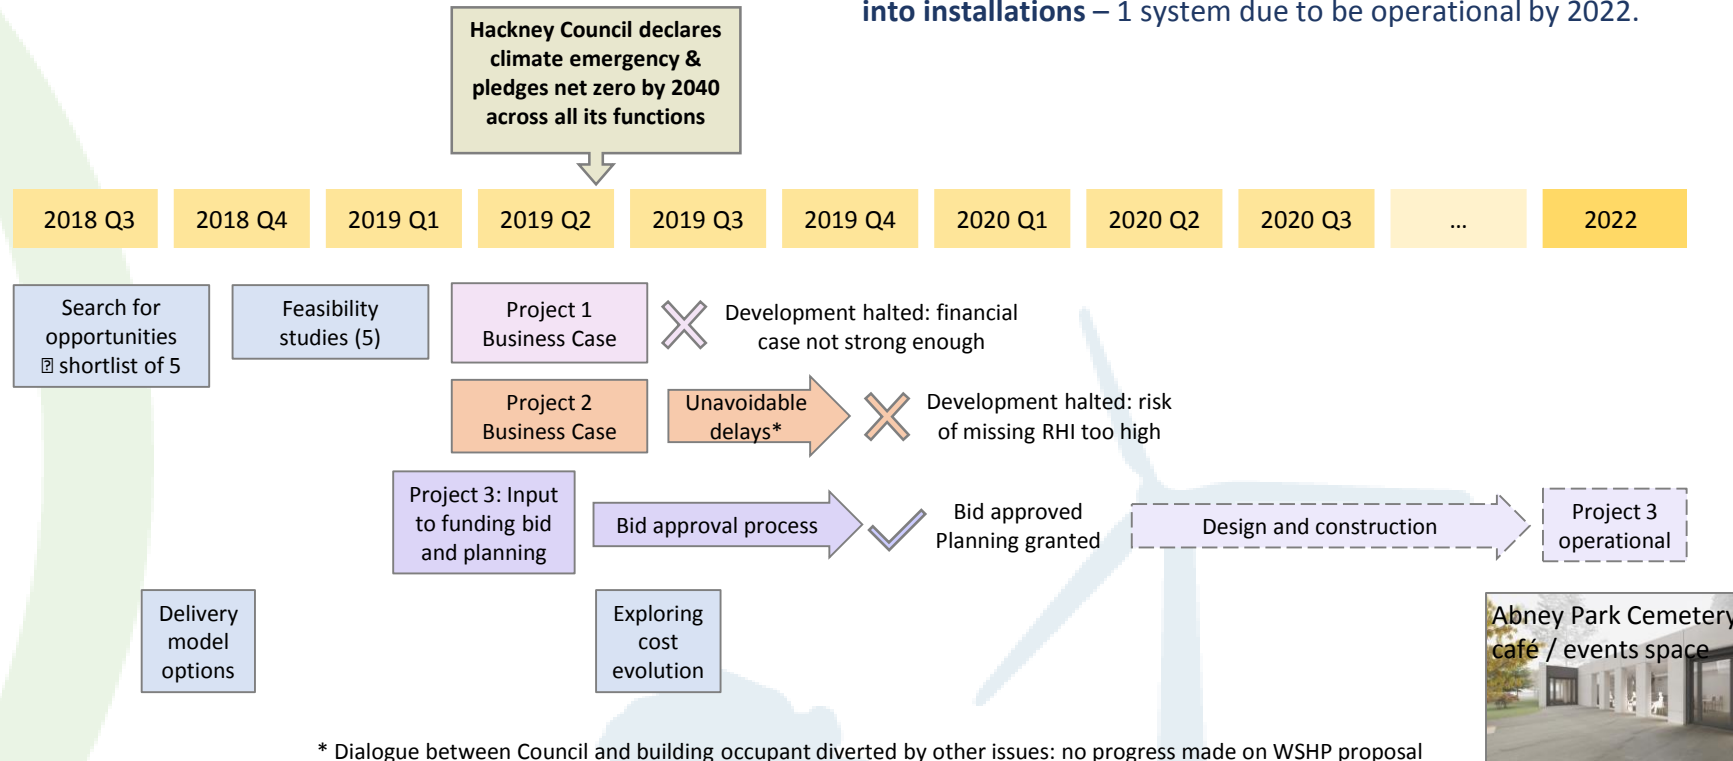 into installations – 1 system due to be operational by 2022.
Hackney Council declares
climate emergency &
pledges net zero by 2040
across all its functions
2018 Q3
2018 Q4
2019 Q1
2019 Q2
2019 Q3
2019 Q4
2020 Q1
2020 Q2
2020 Q3
...
2022
Search for
opportunities
⍰ shortlist of 5
Feasibility
studies (5)
Project 1
Business Case
Development halted: financial
case not strong enough
Project 2
Business Case
Unavoidable
delays*
Development halted: risk
of missing RHI too high
Project 3: Input
to funding bid
and planning
Bid approval process
Bid approved
Planning granted
Design and construction
Project 3
operational
Delivery
model
options
Exploring
cost
evolution
Abney Park Cemetery
café / events space
* Dialogue between Council and building occupant diverted by other issues: no progress made on WSHP proposal